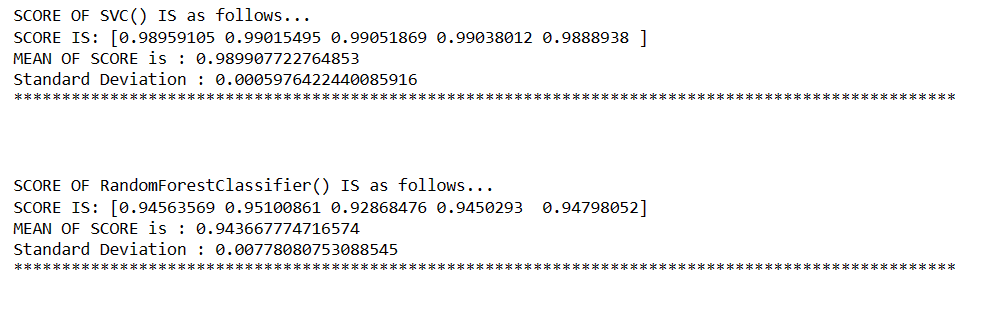 SCORE OF SVC() IS as follows...
SCORE IS: [0.98959105 0.99015495 0.99051869 0.99038012 0.9888938 ]
MEAN OF SCORE is : 0.989907722764853
Standard Deviation : 0.0005976422440085916
**************************************************************************************************
SCORE OF RandomForestClassifier() IS as follows...
SCORE IS: [0.94563569 0.95100861 0.92868476 0.9450293  0.94798052]
MEAN OF SCORE is : 0.943667774716574
Standard Deviation : 0.00778080753088545
**************************************************************************************************